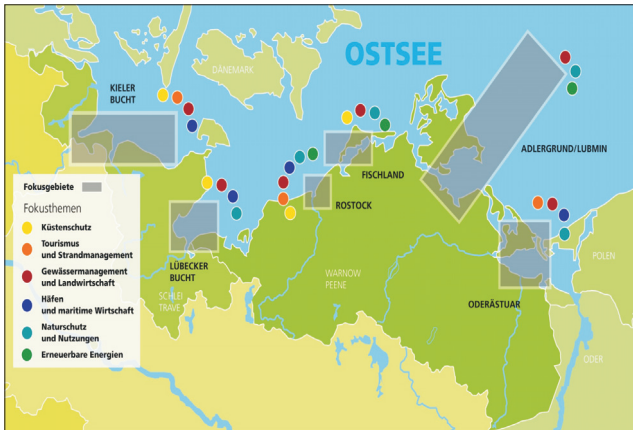 OSTSEE
DÄNEMARK
KIELER
BUCHT
ADLERGRUND/LUBMIN
FISCHLAND
ROSTOCK
LÜBECKER
BUCHT
WARNOW
PEENE
SCHLEI
TRAVE
ODERÄSTUAR
POLEN
ODER
Fokusgebiete
Fokusthemen
Küstenschutz
Tourismus
und Strandmanagement
Gewässermanagement
und Landwirtschaft
Häfen
und maritime Wirtschaft
Naturschutz
und Nutzungen
Erneuerbare Energien